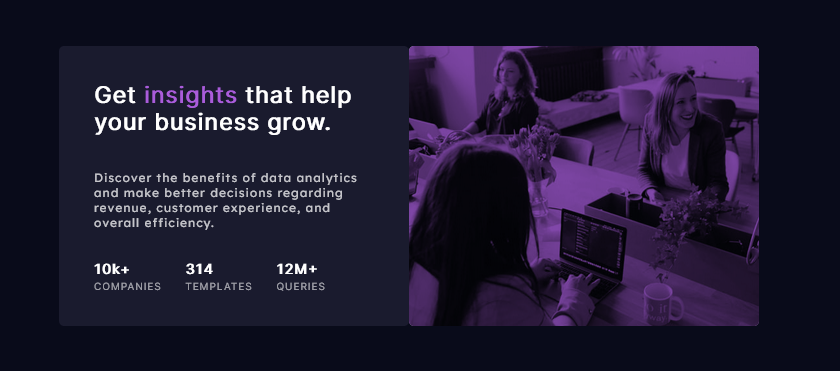 Get insights that help
your business grow.
Discover the benefits of data analytics
and make better decisions regarding
revenue, customer experience, and
overall efficiency.
10k+ 314 12M+
COMPANIES TEMPLATES QUERIES